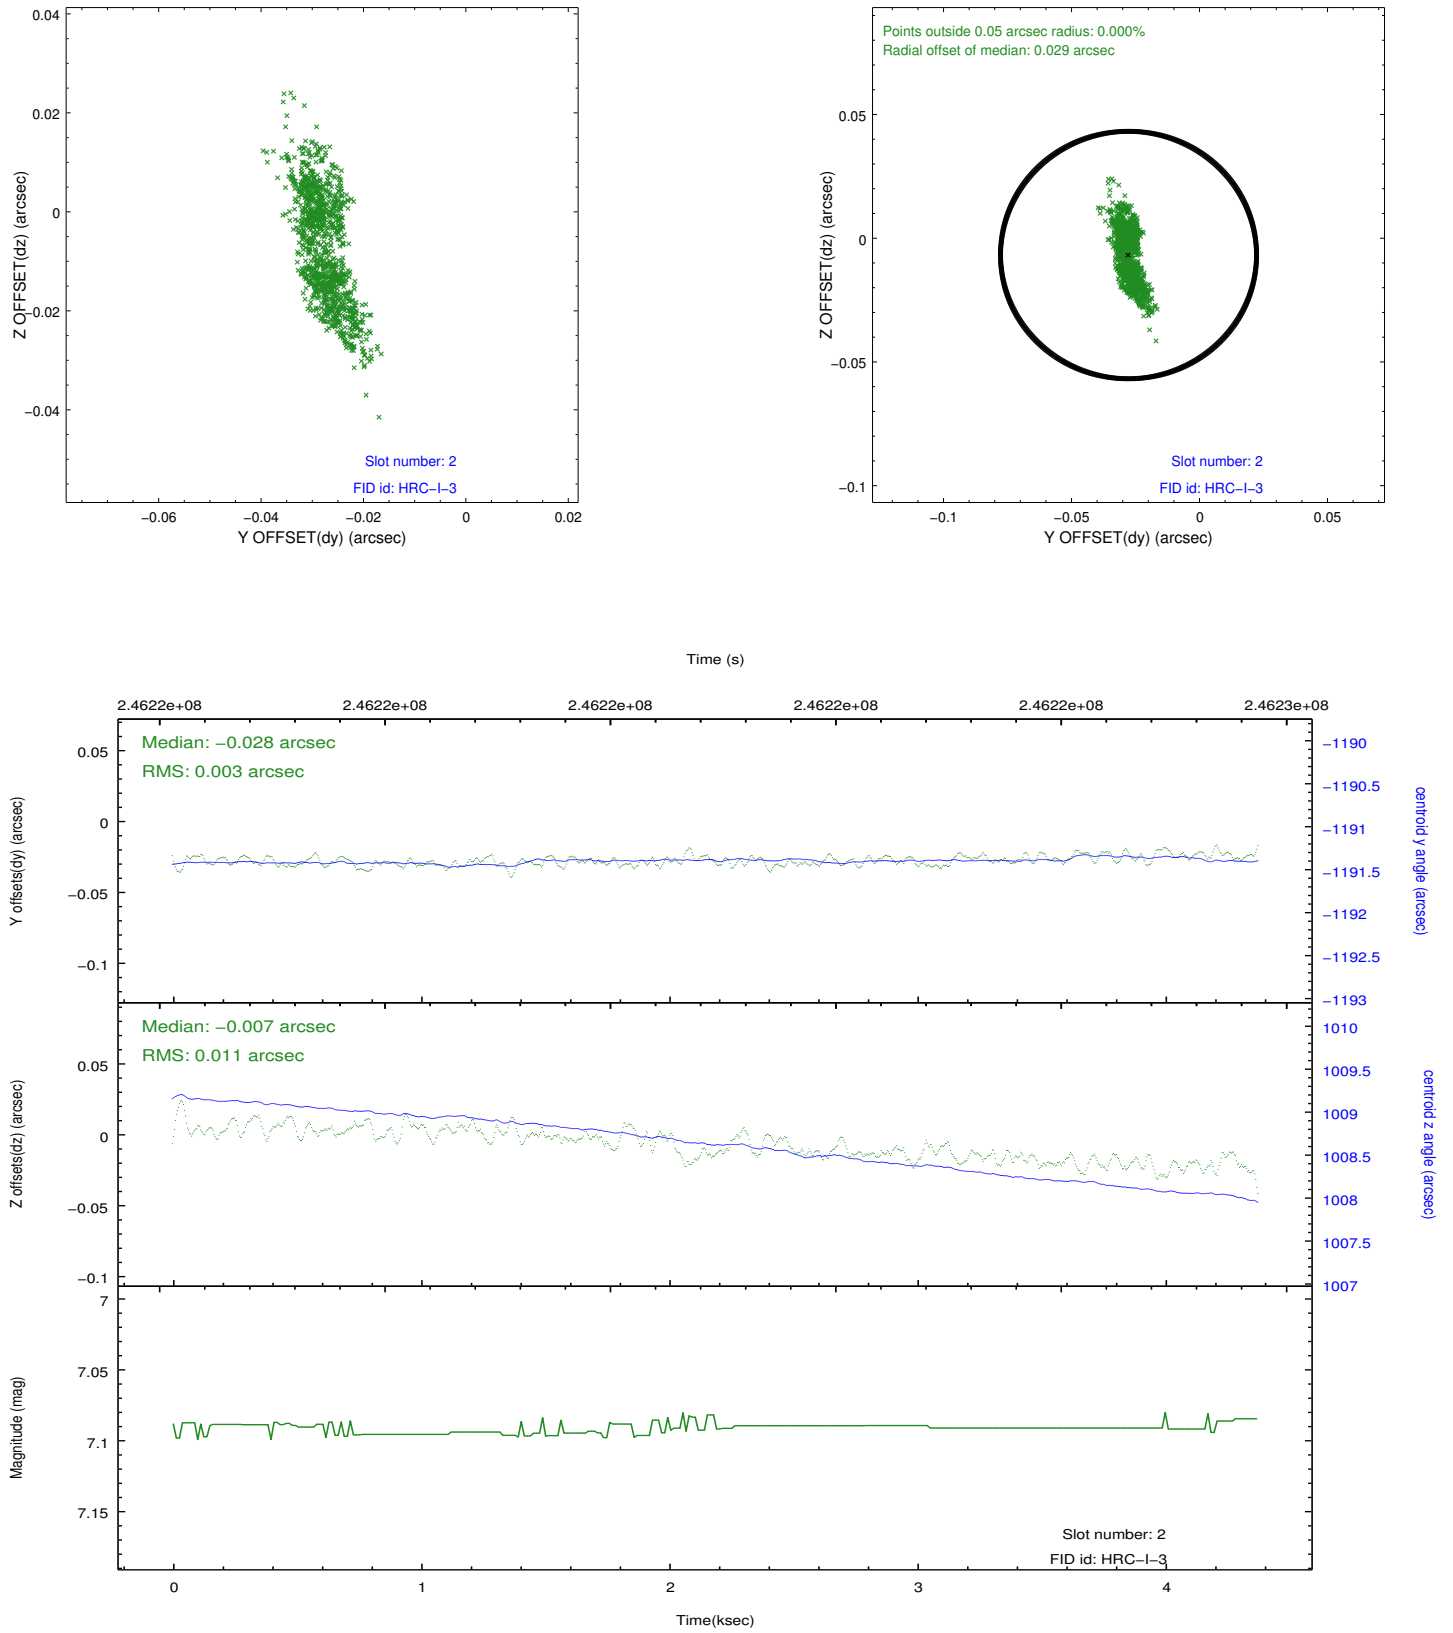 0.04
0.02
0
−0.02
−0.04
Z OFFSET(dz) (arcsec)
Slot number: 2
FID id: HRC−I−3
−0.06 −0.04 −0.02 0 0.02
Y OFFSET(dy) (arcsec)
Points outside 0.05 arcsec radius: 0.000%
Radial offset of median: 0.029 arcsec
0.05
0
−0.05
−0.1
Z OFFSET(dz) (arcsec)
Slot number: 2
FID id: HRC−I−3
−0.1 −0.05 0 0.05
Y OFFSET(dy) (arcsec)
Time (s)
2.4622e+08 2.4622e+08 2.4622e+08 2.4622e+08 2.4622e+08 2.4623e+08
Median: −0.028 arcsec
RMS: 0.003 arcsec
0.05
0
−0.05
−0.1
Y offsets(dy) (arcsec)
−1190
−1190.5
−1191
−1191.5
−1192
−1192.5
−1193
centroid y angle (arcsec)
Median: −0.007 arcsec
RMS: 0.011 arcsec
0.05
0
−0.05
−0.1
Z offsets(dz) (arcsec)
1010
1009.5
1009
1008.5
1008
1007.5
1007
centroid z angle (arcsec)
7
7.05
7.1
7.15
Magnitude (mag)
Slot number: 2
FID id: HRC−I−3
0 1 2 3 4
Time(ksec)